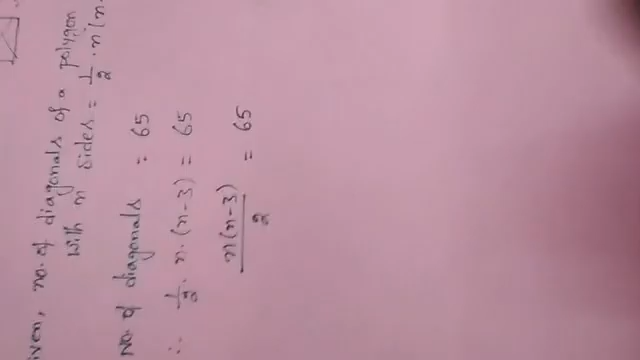 iven, no. of diagonals of a polygon
with n sides = 1/2 · n (n
No. of diagonals = 65
∴ 1/2 · n · (n-3) = 65
n(n-3)/2 = 65